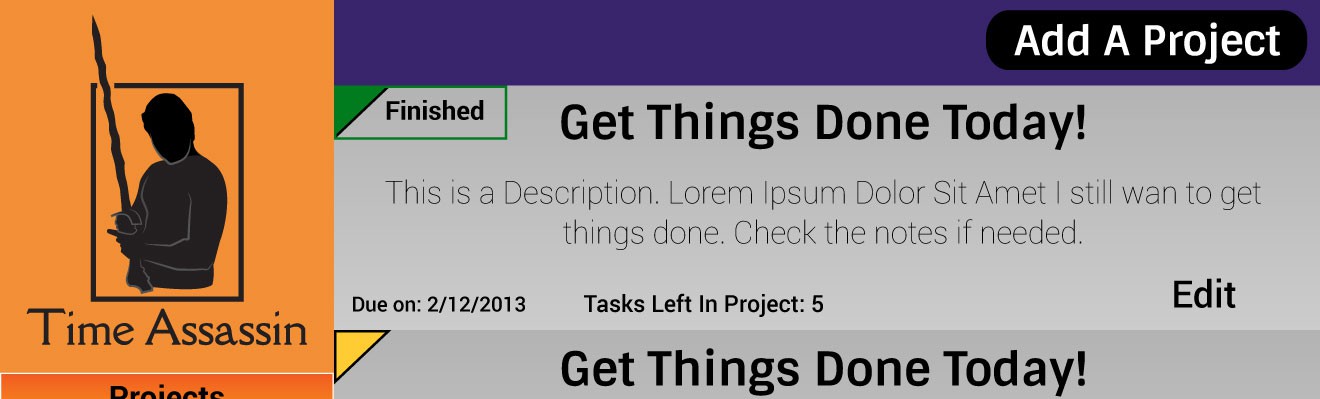 Add A Project
Finished
Get Things Done Today!
This is a Description. Lorem Ipsum Dolor Sit Amet I still wan to get
things done. Check the notes if needed.
Due on: 2/12/2013
Tasks Left In Project: 5
Edit
Time Assassin
Get Things Done Today!
Projects